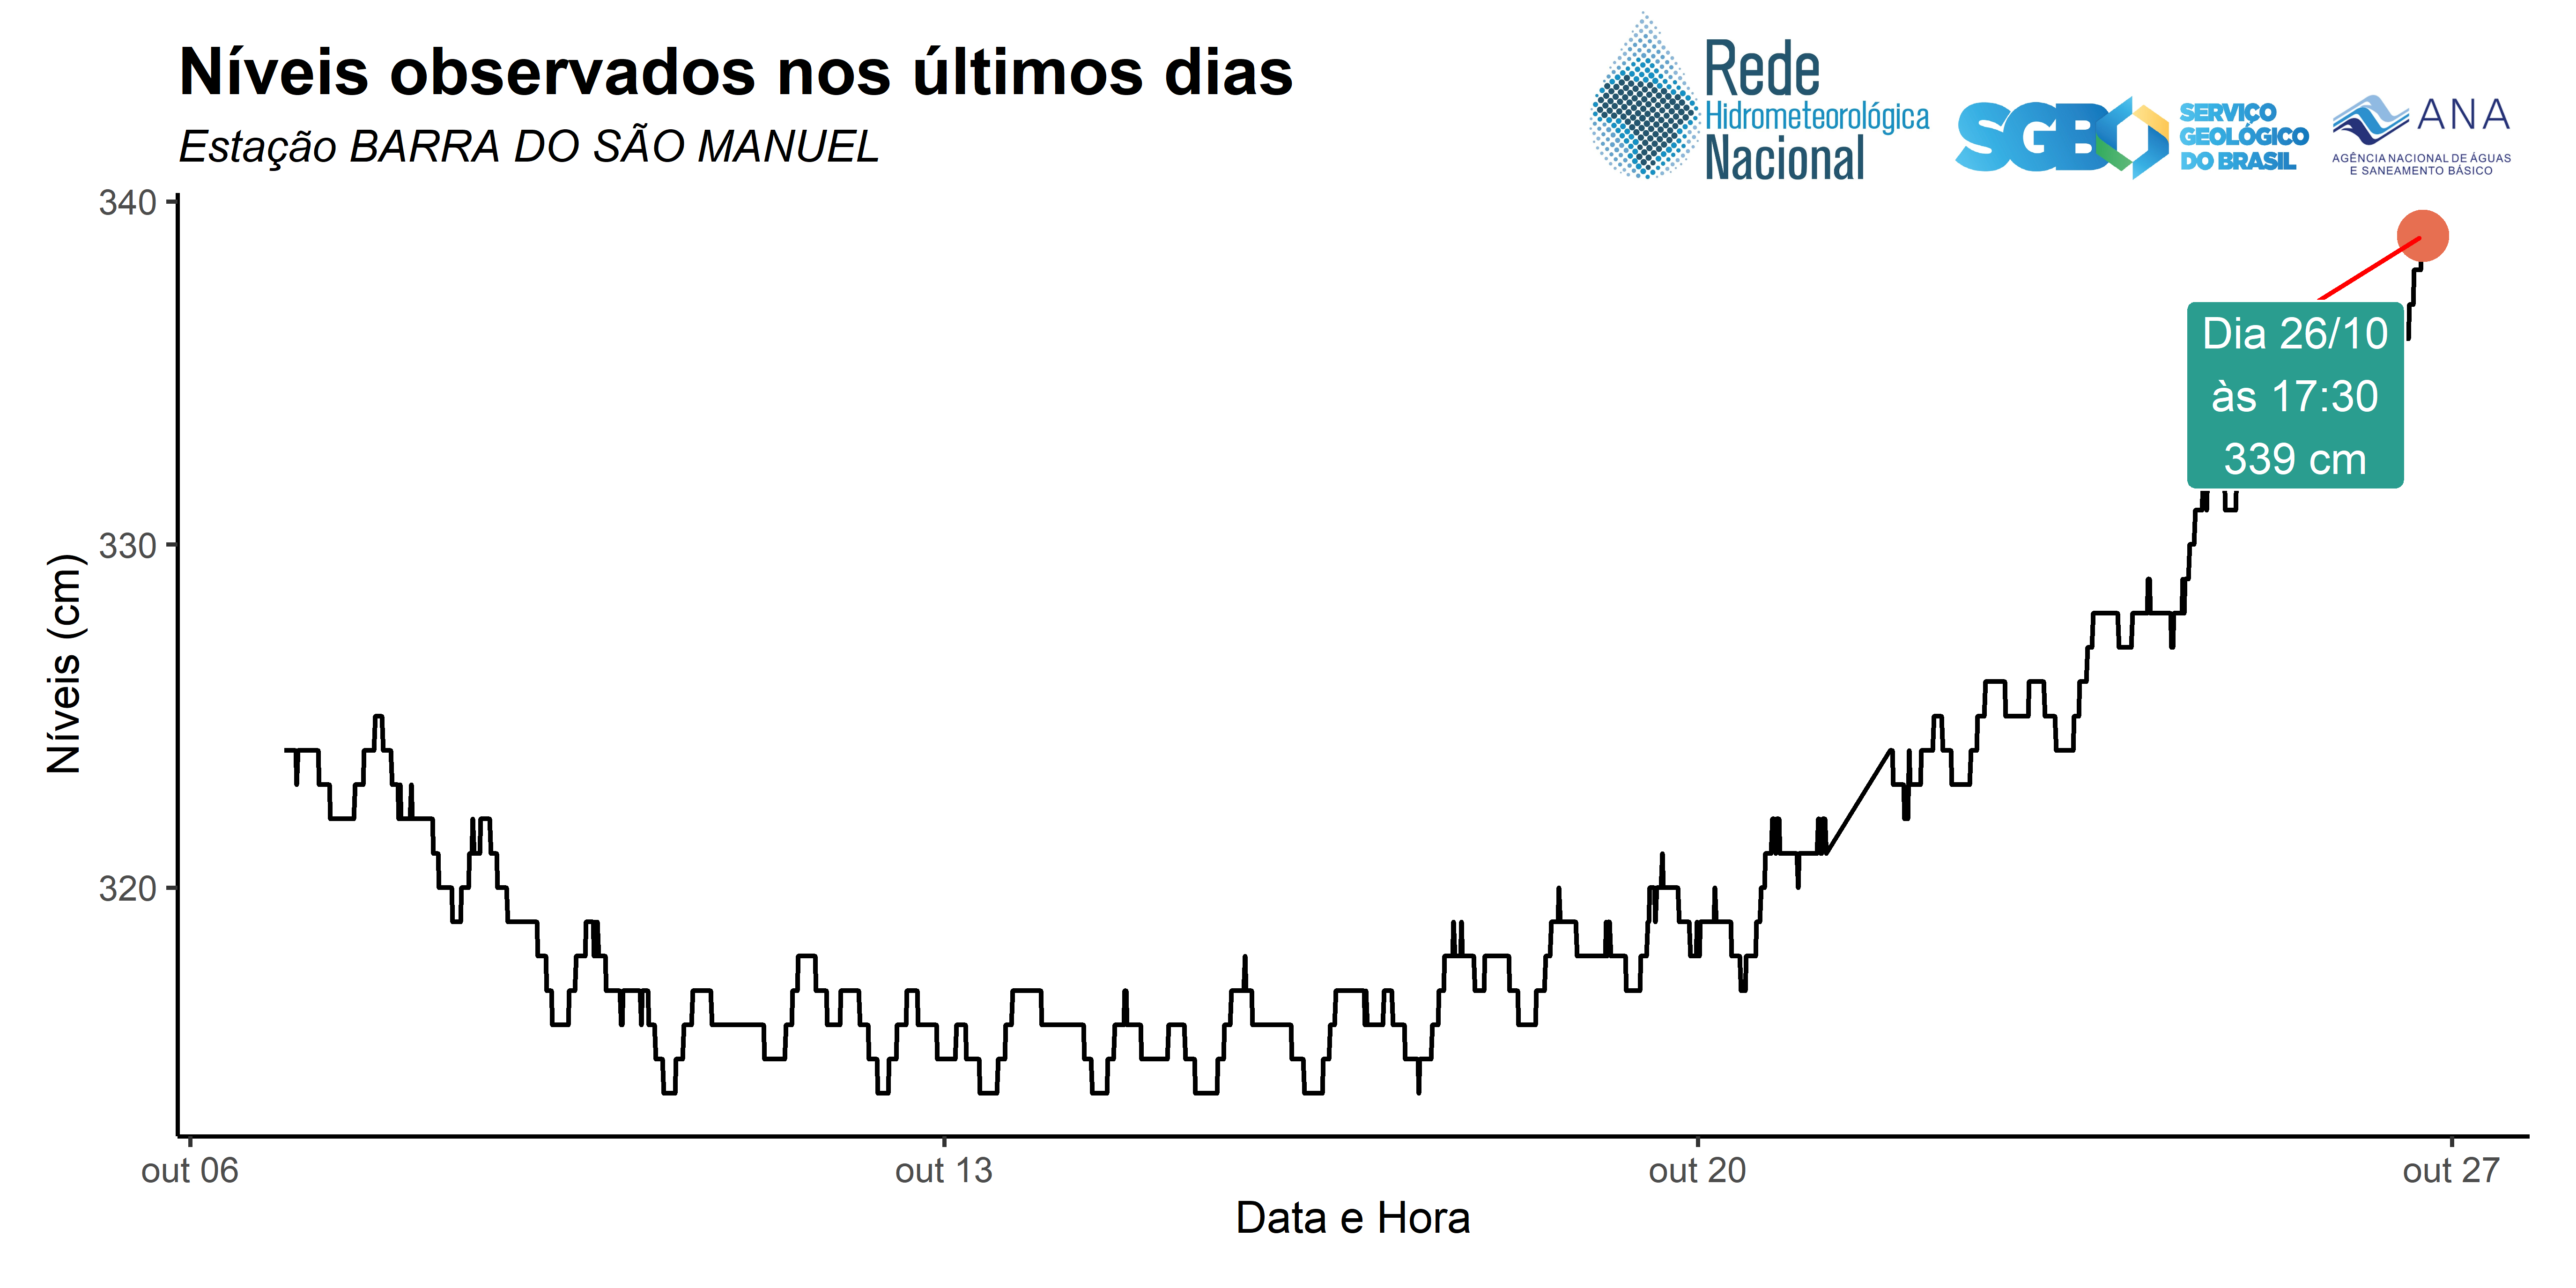 Níveis observados nos últimos dias
Estação BARRA DO SÃO MANUEL
Rede
Hidrometeorológica
Nacional
SGB
SERVIÇO
GEOLÓGICO
DO BRASIL
ANA
AGÊNCIA NACIONAL DE ÁGUAS
E SANEAMENTO BÁSICO
340
330
320
Níveis (cm)
Dia 26/10
às 17:30
339 cm
out 06
out 13
out 20
out 27
Data e Hora